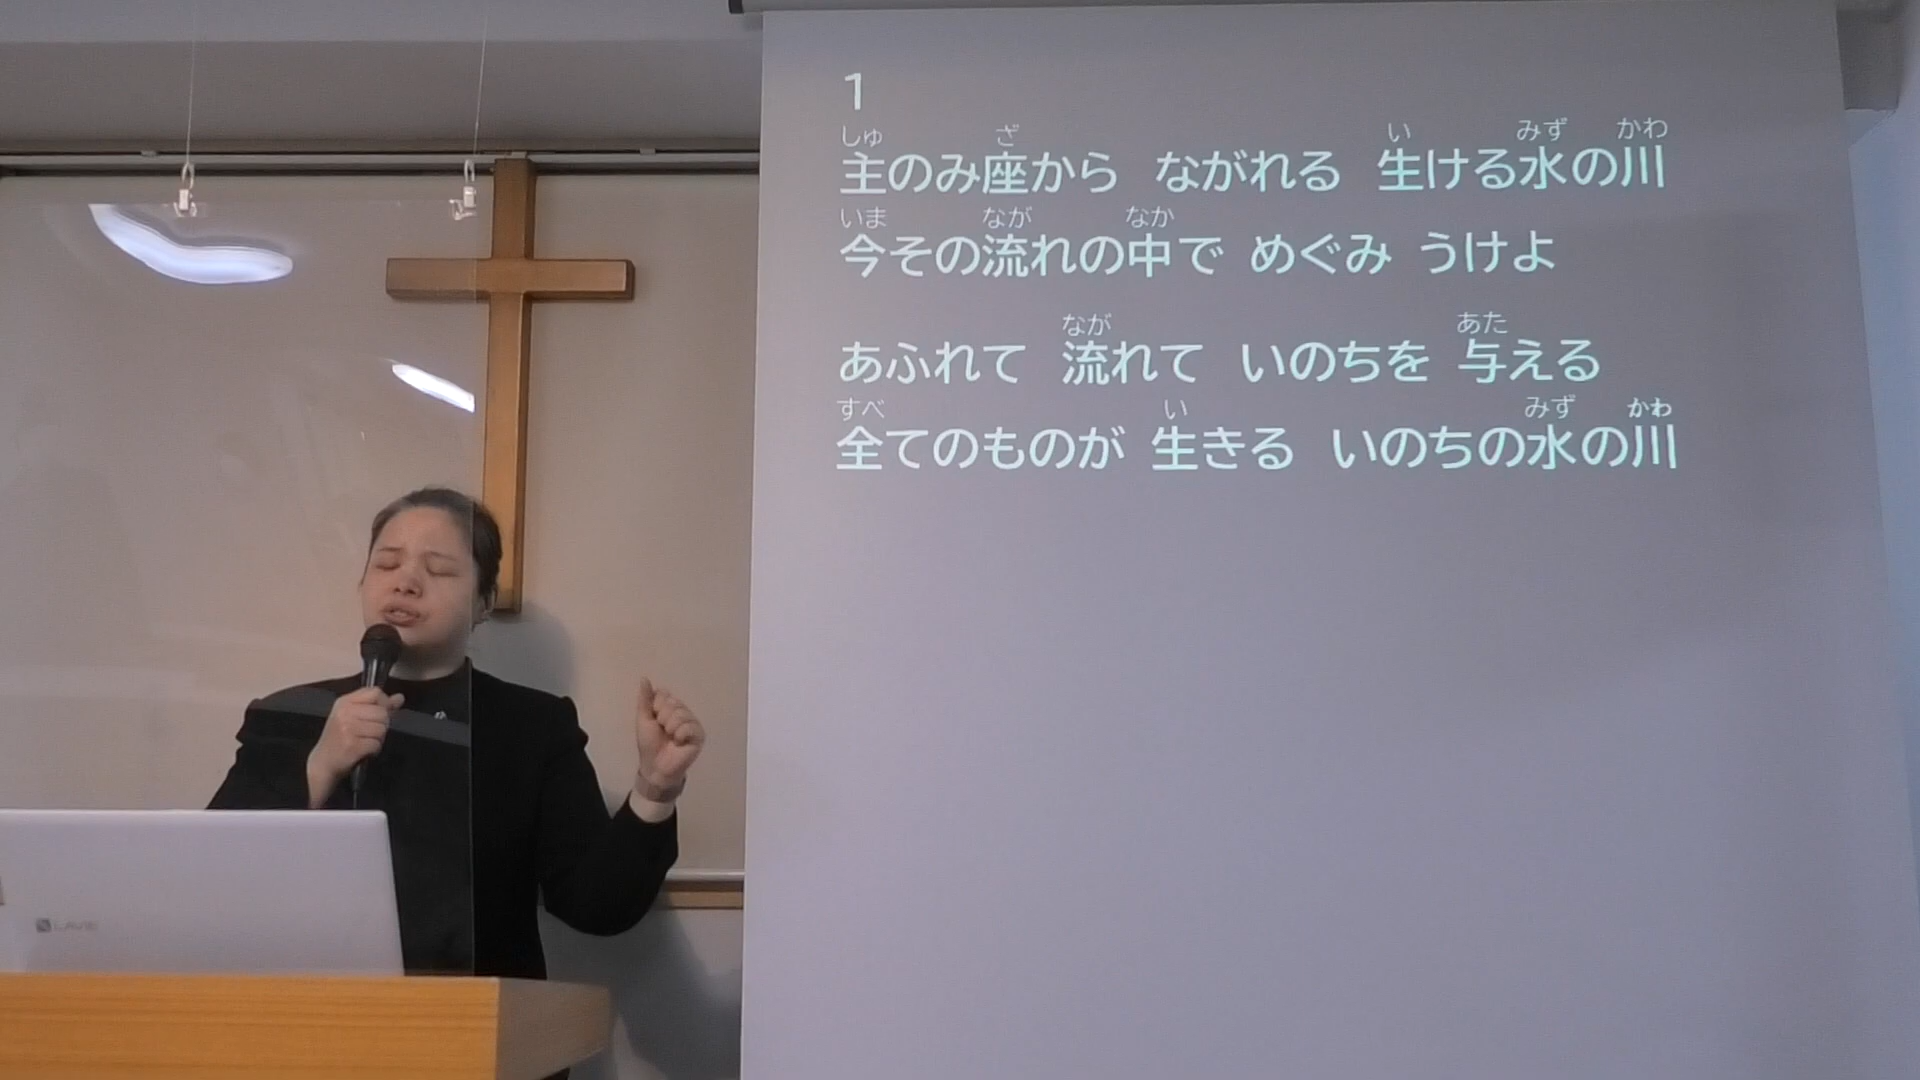 1
しゅ ざ い みず かわ
主のみ座から ながれる 生ける水の川
いま なが なか
今その流れの中で めぐみ うけよ
なが あた
あふれて 流れて いのちを 与える
すべ い みず かわ
全てのものが 生きる いのちの水の川
LAVIE